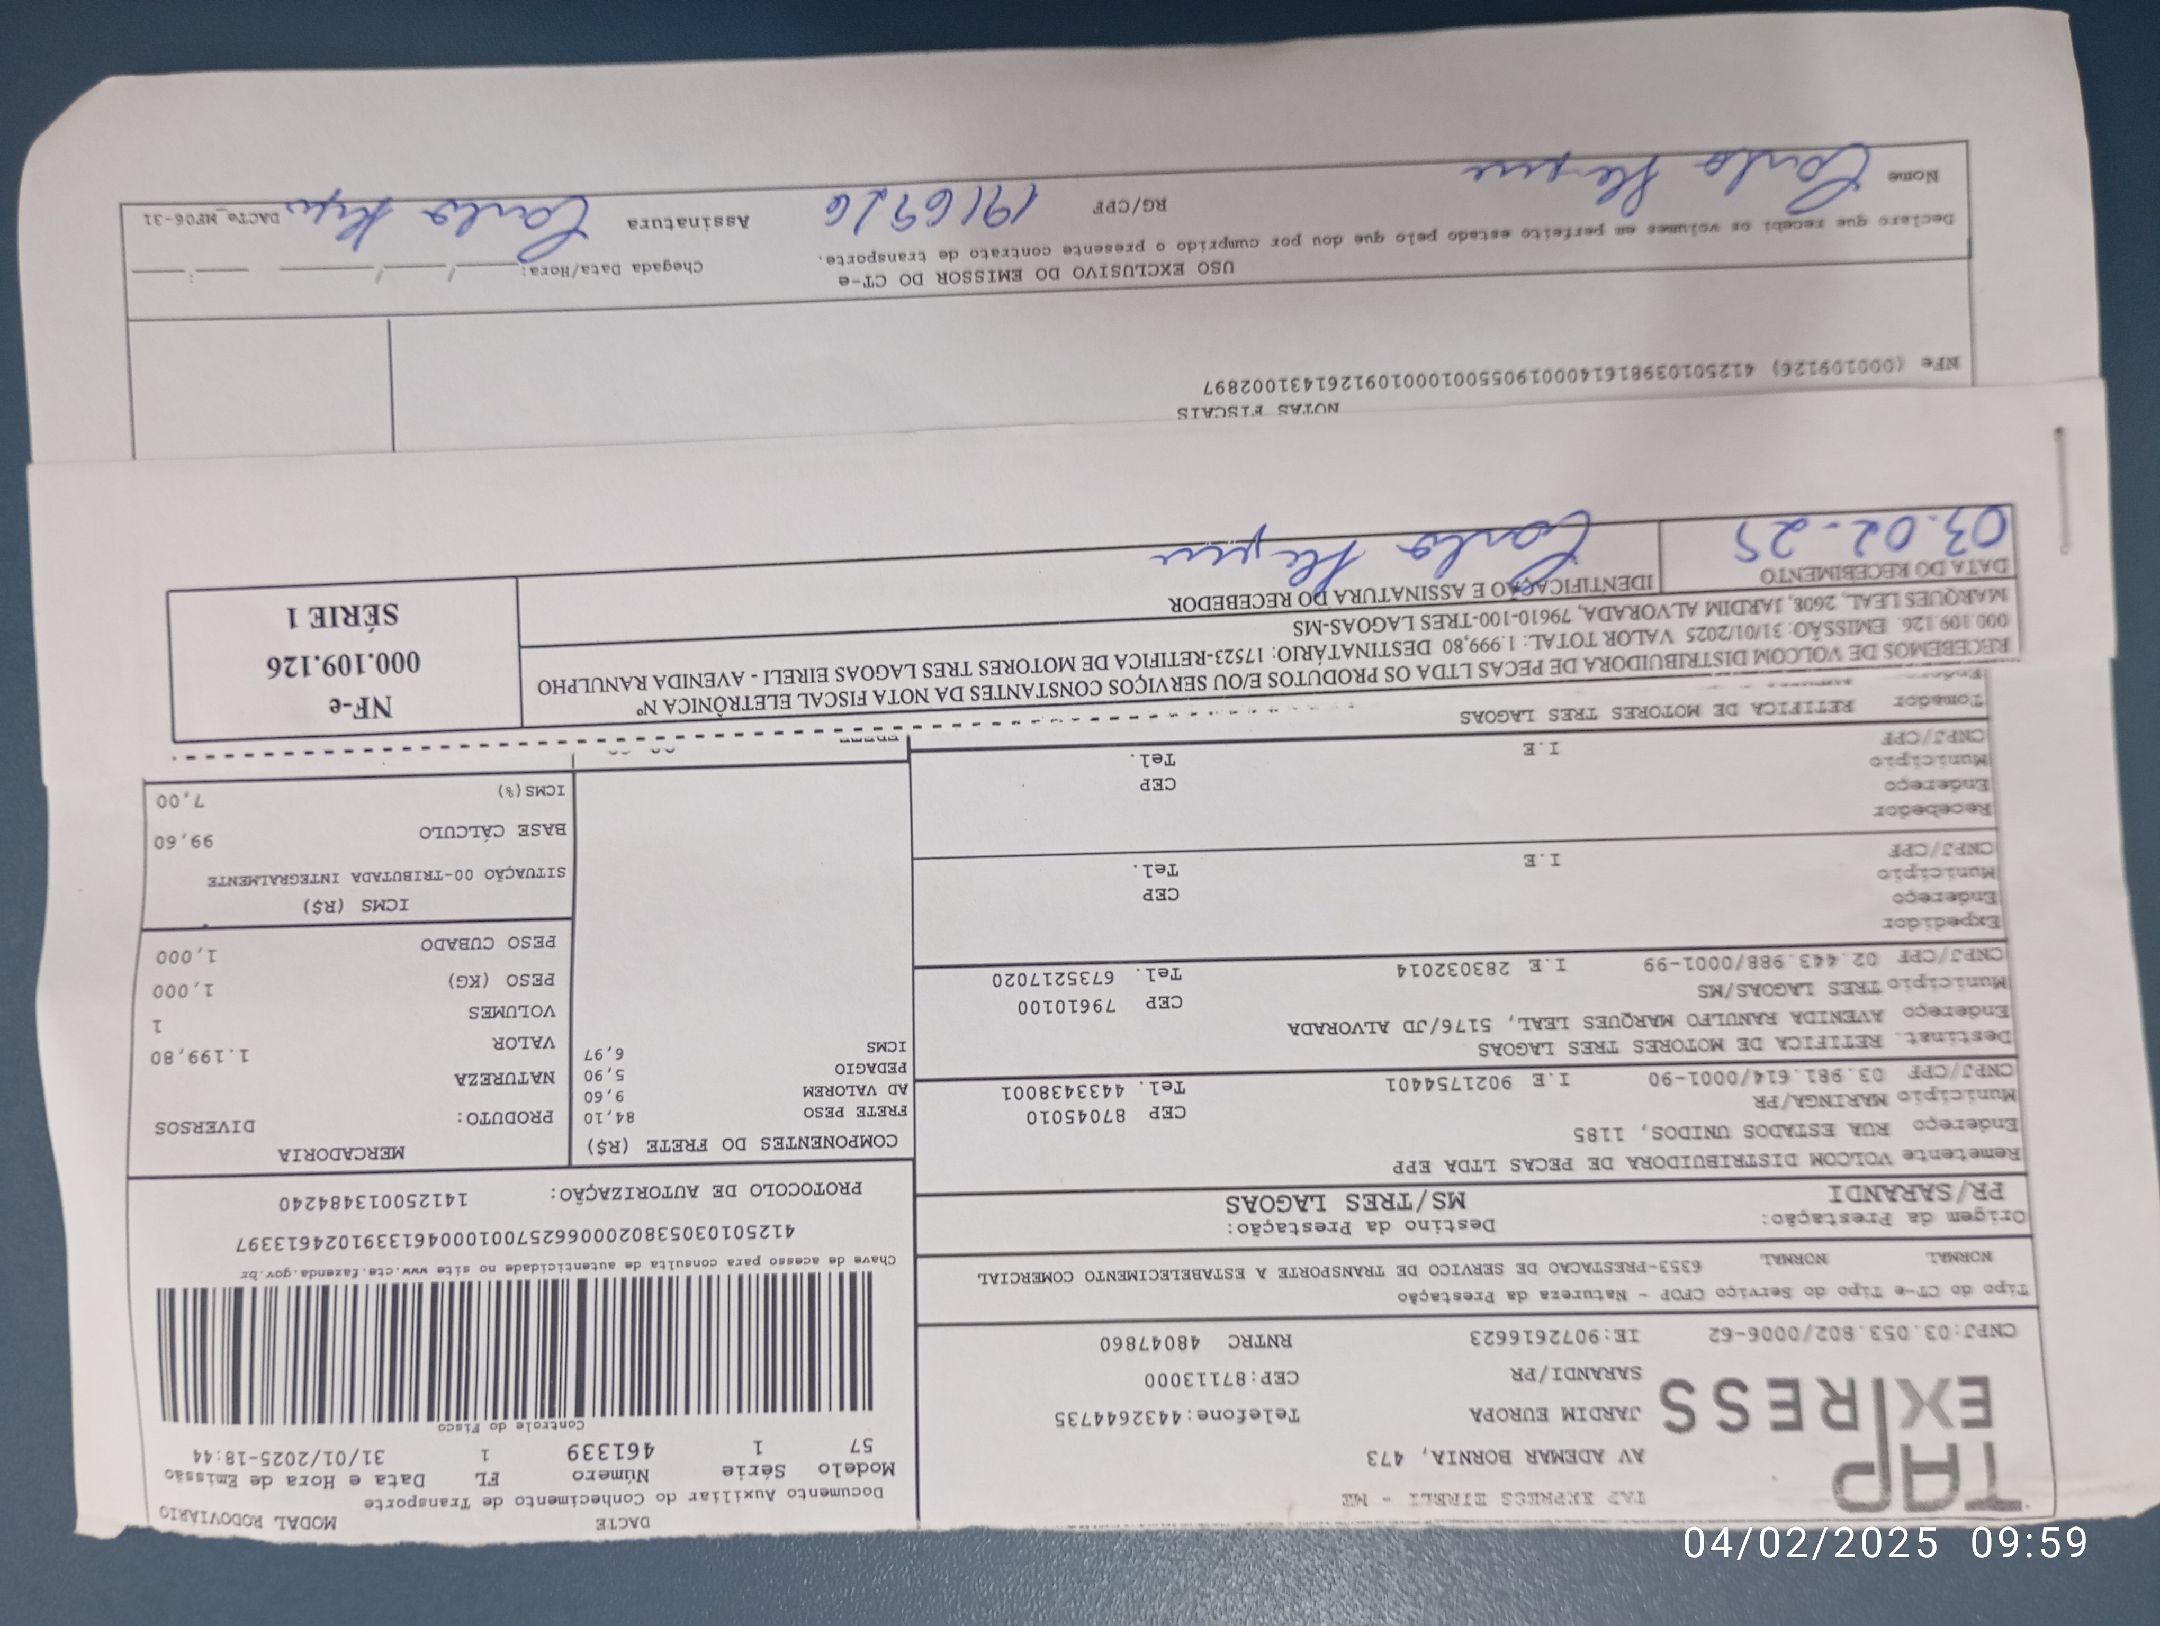 TAP
EXPRESS
TAP EXPRESS EIRELI - ME
AV ADEMAR BORNIA, 473
JARDIM EUROPA Telefone:4432644735
SARANDI/PR CEP:87113000
CNPJ:03.053.802/0006-62 IE:9072616623 RNTRC 48047860
DACTE MODAL RODOVIÁRIO
Documento Auxiliar do Conhecimento de Transporte
Modelo Série Número FL Data e Hora de Emissão
57 1 461339 1 31/01/2025-18:44
Controle do Fisco
Chave de acesso para consulta de autenticidade no site www.cte.fazenda.gov.br
41250103053802000662570010004613391024613397
PROTOCOLO DE AUTORIZAÇÃO: 141250013484240
Tipo do CT-e Tipo do Serviço CFOP - Natureza da Prestação
NORMAL NORMAL 6353-PRESTACAO DE SERVICO DE TRANSPORTE A ESTABELECIMENTO COMERCIAL
Origem da Prestação: Destino da Prestação:
PR/SARANDI MS/TRES LAGOAS
Remetente VOLCOM DISTRIBUIDORA DE PECAS LTDA EPP
Endereço RUA ESTADOS UNIDOS, 1185
Município MARINGA/PR CEP 87045010
CNPJ/CPF 03.981.614/0001-90 I.E 9021754401 Tel. 4433438001
Destinat. RETIFICA DE MOTORES TRES LAGOAS
Endereço AVENIDA RANULFO MARQUES LEAL, 5176/JD ALVORADA
Município TRES LAGOAS/MS CEP 79610100
CNPJ/CPF 02.443.988/0001-99 I.E 283032014 Tel. 6735217020
Expedidor
Endereço
Município CEP
CNPJ/CPF I.E Tel.
Recebedor
Endereço
Município CEP
CNPJ/CPF I.E Tel.
Tomador RETIFICA DE MOTORES TRES LAGOAS
COMPONENTES DO FRETE (R$)
FRETE PESO 84,10
AD VALOREM 9,60
PEDAGIO 5,90
ICMS 6,97
MERCADORIA
PRODUTO: DIVERSOS
NATUREZA
VALOR 1.199,80
VOLUMES 1
PESO (KG) 1,000
PESO CUBADO 1,000
ICMS (R$)
SITUAÇÃO 00-TRIBUTADA INTEGRALMENTE
BASE CÁLCULO 99,60
ICMS(%) 7,00
RECEBEMOS DE VOLCOM DISTRIBUIDORA DE PECAS LTDA OS PRODUTOS E/OU SERVIÇOS CONSTANTES DA NOTA FISCAL ELETRÔNICA Nº
000.109.126. EMISSÃO: 31/01/2025 VALOR TOTAL: 1.999,80 DESTINATÁRIO: 17523-RETIFICA DE MOTORES TRES LAGOAS EIRELI - AVENIDA RANULPHO
MARQUES LEAL, 2608, JARDIM ALVORADA, 79610-100-TRES LAGOAS-MS
DATA DO RECEBIMENTO IDENTIFICAÇÃO E ASSINATURA DO RECEBEDOR
03.02-25 Carlo
NF-e
000.109.126
SÉRIE 1
NOTAS FISCAIS
NFe (000109126) 41250103981614000190550010001091261431002897
USO EXCLUSIVO DO EMISSOR DO CT-e
Chegada Data/Hora: ____/____/____ ___:___
Declaro que recebi os volumes em perfeito estado pelo que dou por cumprido o presente contrato de transporte.
Nome Carlo RG/CPF 1916926 Assinatura Carlo
DACTe_MF06-31
04/02/2025 09:59